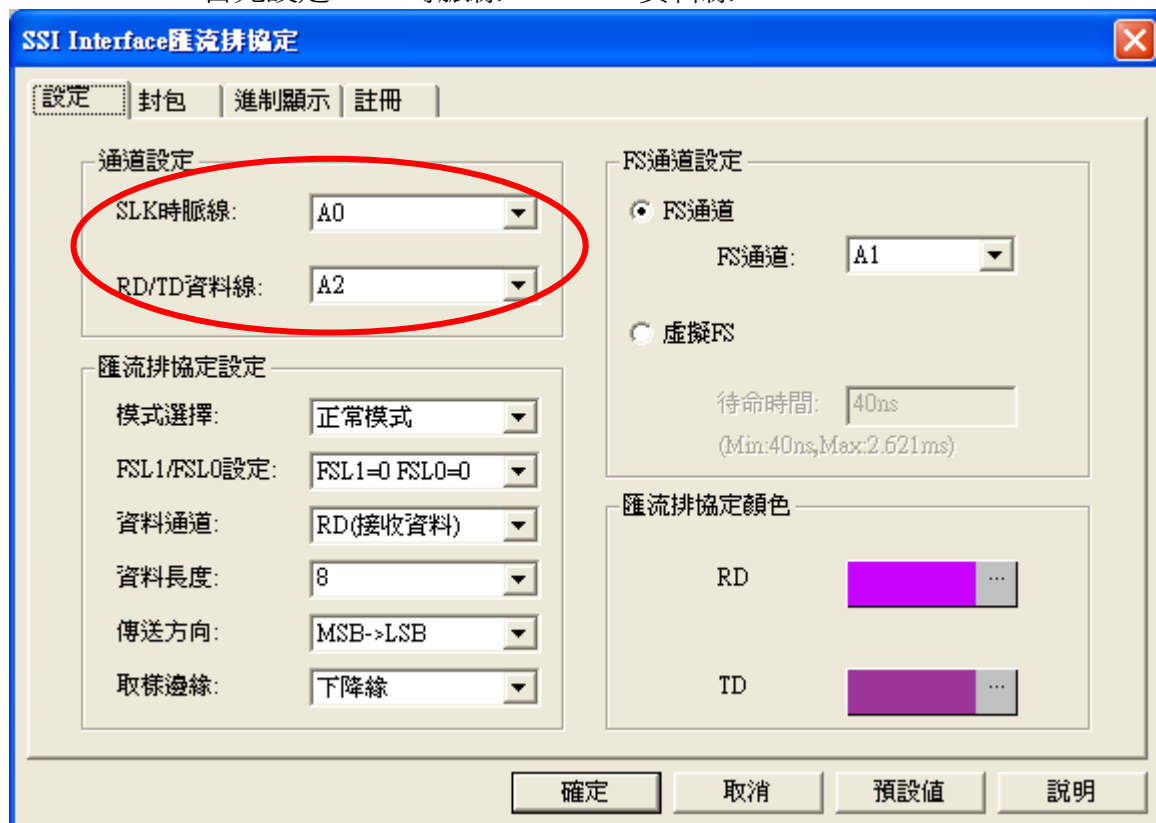 SSI Interface匯流排協定
設定 封包 進制顯示 註冊
通道設定
SLK時脈線: A0
RD/TD資料線: A2
匯流排協定設定
模式選擇: 正常模式
FSL1/FSL0設定: FSL1=0 FSL0=0
資料通道: RD(接收資料)
資料長度: 8
傳送方向: MSB->LSB
取樣邊緣: 下降緣
FS通道設定
FS通道
FS通道: A1
虛擬FS
待命時間: 40ns
(Min:40ns,Max:2.621ms)
匯流排協定顏色
RD ...
TD ...
確定 取消 預設值 說明